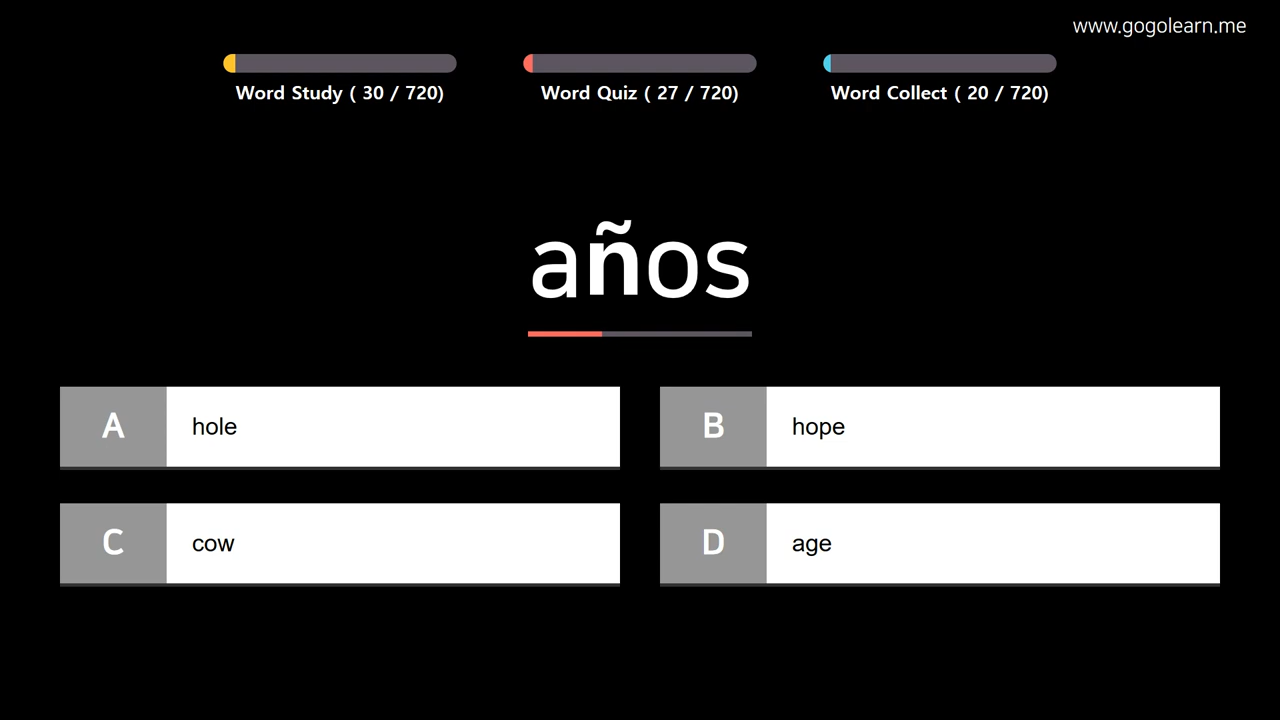 www.gogolearn.me
Word Study ( 30 / 720)
Word Quiz ( 27 / 720)
Word Collect ( 20 / 720)
años
A hole
B hope
C cow
D age